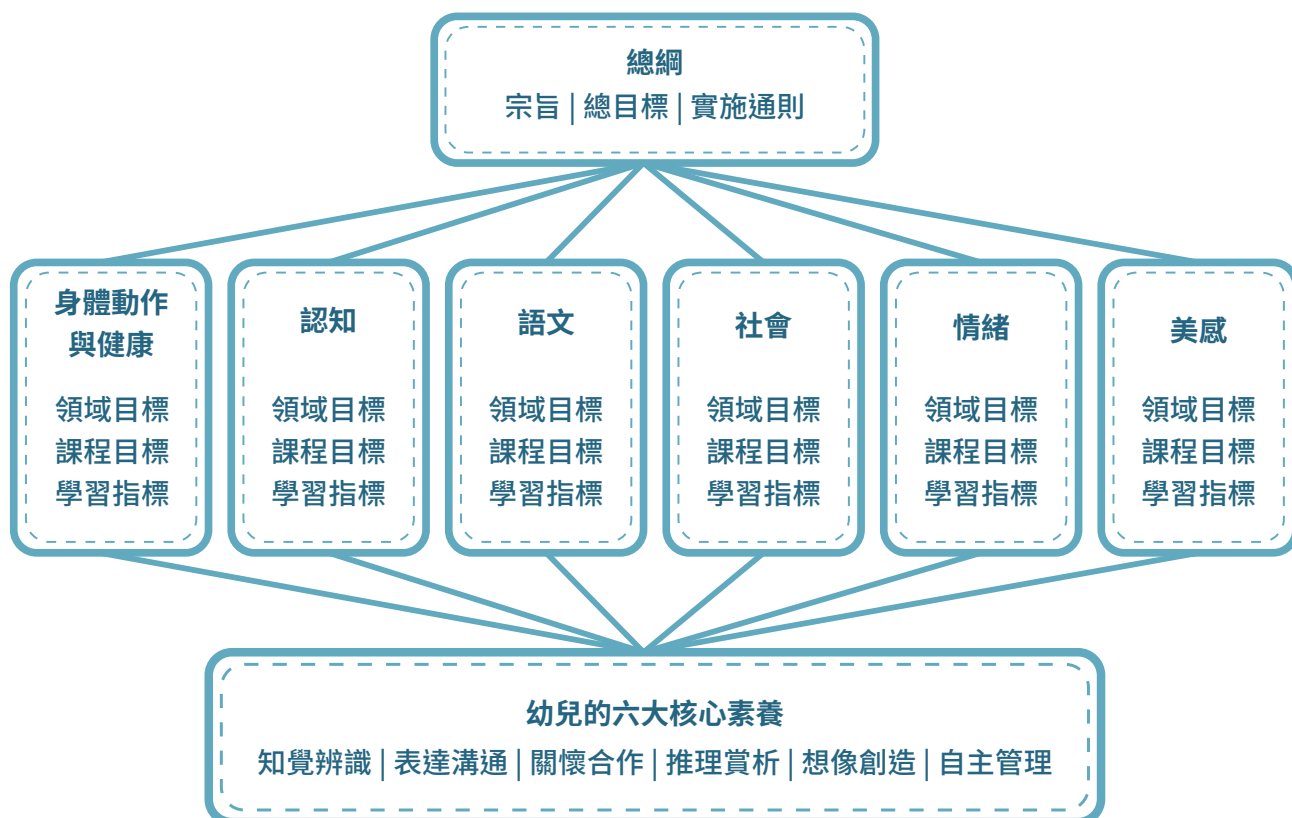 總綱
宗旨 | 總目標 | 實施通則
身體動作
與健康
領域目標
課程目標
學習指標
認知
領域目標
課程目標
學習指標
語文
領域目標
課程目標
學習指標
社會
領域目標
課程目標
學習指標
情緒
領域目標
課程目標
學習指標
美感
領域目標
課程目標
學習指標
幼兒的六大核心素養
知覺辨識 | 表達溝通 | 關懷合作 | 推理賞析 | 想像創造 | 自主管理